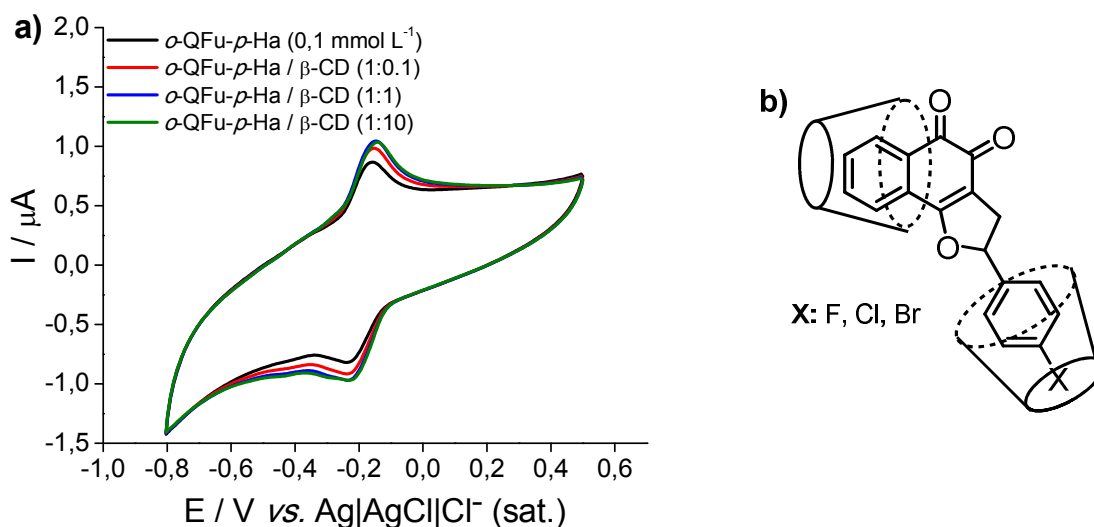 a)
2,0
1,5
1,0
0,5
0,0
-0,5
-1,0
-1,5
I / μA
o-QFu-p-Ha (0,1 mmol L⁻¹)
o-QFu-p-Ha / β-CD (1:0.1)
o-QFu-p-Ha / β-CD (1:1)
o-QFu-p-Ha / β-CD (1:10)
-1,0 -0,8 -0,6 -0,4 -0,2 0,0 0,2 0,4 0,6
E / V vs. Ag|AgCl|Cl⁻ (sat.)
b)
O
O
O
X: F, Cl, Br
X